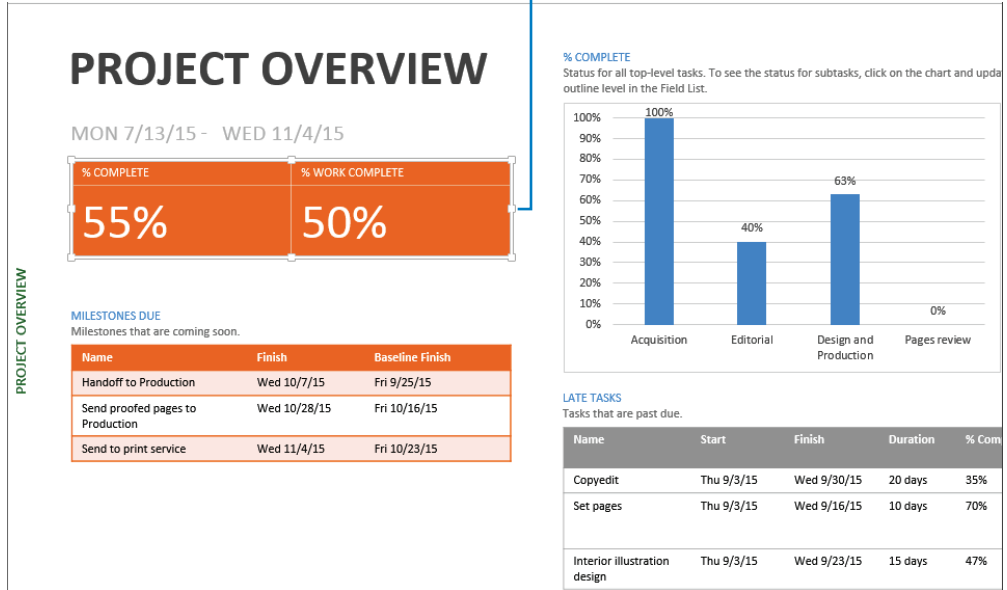 PROJECT OVERVIEW
PROJECT OVERVIEW
MON 7/13/15 - WED 11/4/15
% COMPLETE % WORK COMPLETE
55% 50%
MILESTONES DUE
Milestones that are coming soon.
Name Finish Baseline Finish
Handoff to Production Wed 10/7/15 Fri 9/25/15
Send proofed pages to Wed 10/28/15 Fri 10/16/15
Production
Send to print service Wed 11/4/15 Fri 10/23/15
% COMPLETE
Status for all top-level tasks. To see the status for subtasks, click on the chart and upda
outline level in the Field List.
100%
90%
80%
70%
60%
50%
40%
30%
20%
10%
0%
100%
40%
63%
0%
Acquisition Editorial Design and Pages review
Production
LATE TASKS
Tasks that are past due.
Name Start Finish Duration % Com
Copyedit Thu 9/3/15 Wed 9/30/15 20 days 35%
Set pages Thu 9/3/15 Wed 9/16/15 10 days 70%
Interior illustration Thu 9/3/15 Wed 9/23/15 15 days 47%
design